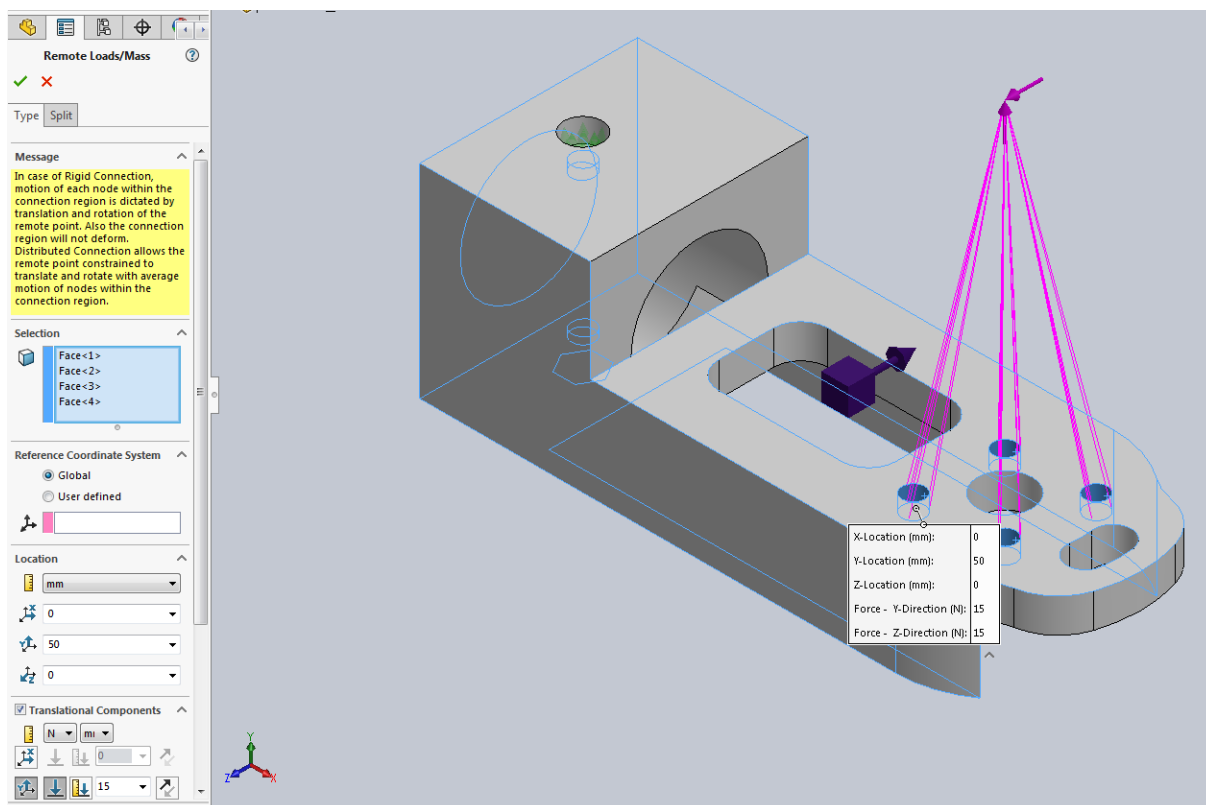 Remote Loads/Mass
Type Split
Message
In case of Rigid Connection,
motion of each node within the
connection region is dictated by
translation and rotation of the
remote point. Also the connection
region will not deform.
Distributed Connection allows the
remote point constrained to
translate and rotate with average
motion of nodes within the
connection region.
Selection
Face<1>
Face<2>
Face<3>
Face<4>
Reference Coordinate System
Global
User defined
Location
mm
0
50
0
Translational Components
N
0
15
X-Location (mm): 0
Y-Location (mm): 50
Z-Location (mm): 0
Force - Y-Direction (N): 15
Force - Z-Direction (N): 15
Y
Z
X